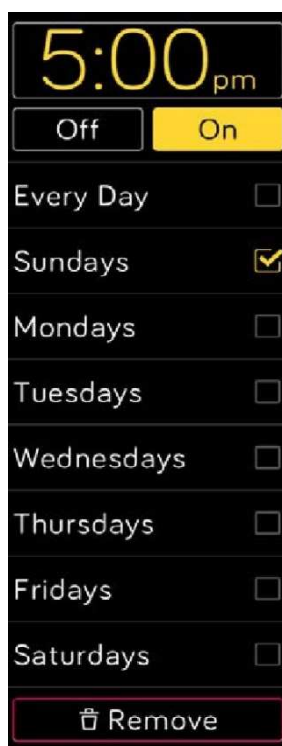 5:00pm
Off On
Every Day
Sundays
Mondays
Tuesdays
Wednesdays
Thursdays
Fridays
Saturdays
Remove